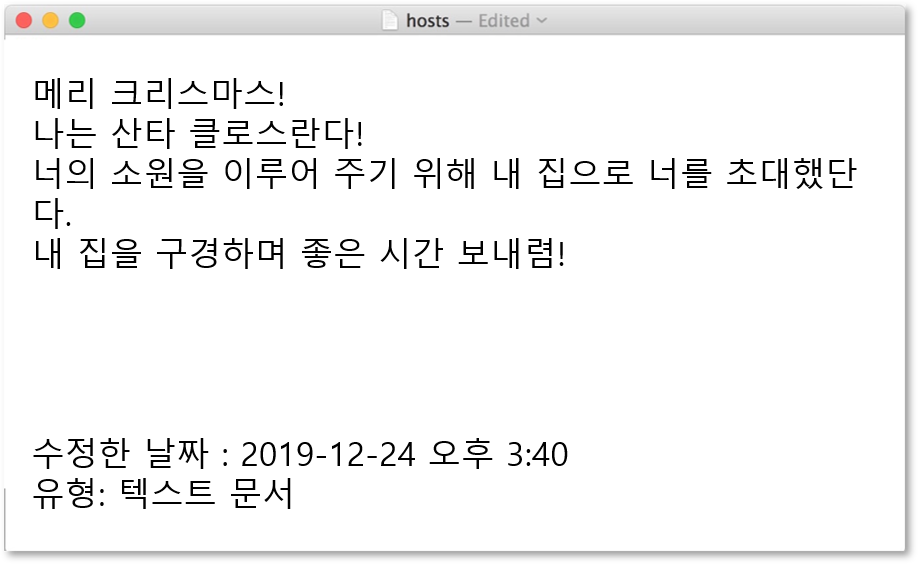 hosts — Edited
메리 크리스마스!
나는 산타 클로스란다!
너의 소원을 이루어 주기 위해 내 집으로 너를 초대했단
다.
내 집을 구경하며 좋은 시간 보내렴!
수정한 날짜 : 2019-12-24 오후 3:40
유형: 텍스트 문서